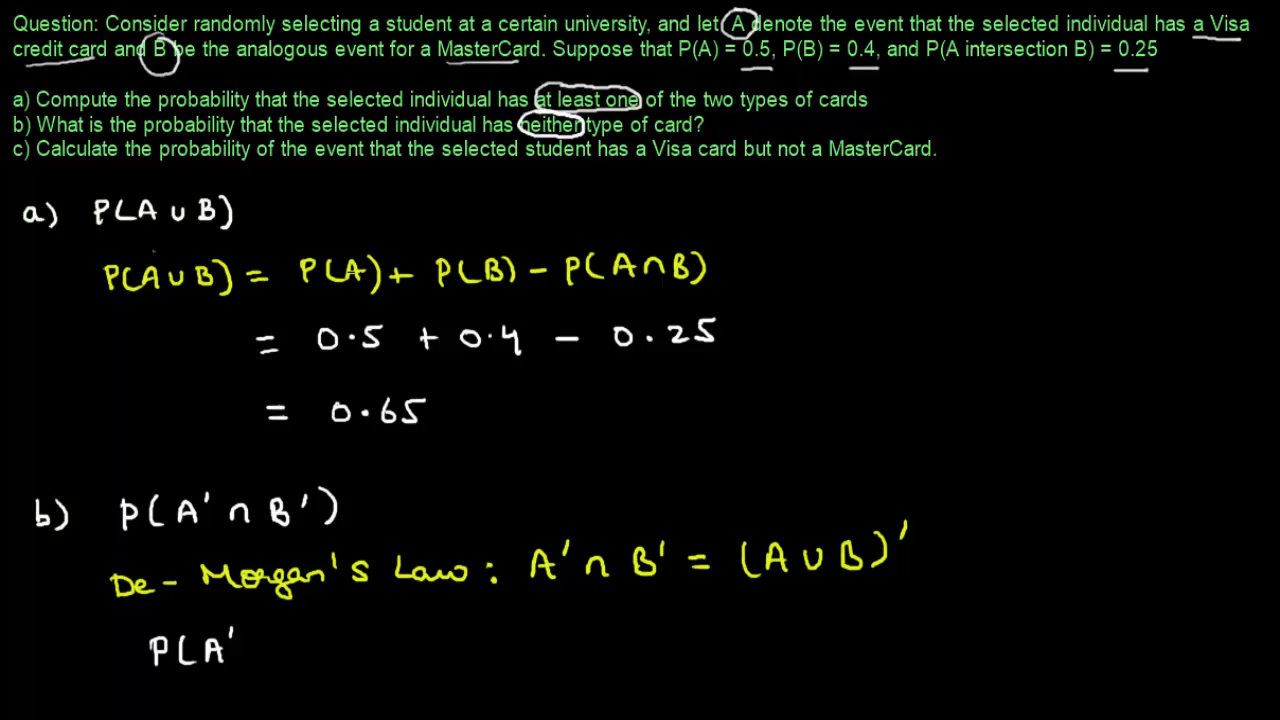 Question: Consider randomly selecting a student at a certain university, and let A denote the event that the selected individual has a Visa
credit card and B be the analogous event for a MasterCard. Suppose that P(A) = 0.5, P(B) = 0.4, and P(A intersection B) = 0.25
a) Compute the probability that the selected individual has at least one of the two types of cards
b) What is the probability that the selected individual has neither type of card?
c) Calculate the probability of the event that the selected student has a Visa card but not a MasterCard.
a) P(A ∪ B)
P(A ∪ B) = P(A) + P(B) - P(A ∩ B)
= 0.5 + 0.4 - 0.25
= 0.65
b) P(A' ∩ B')
De-Morgan's Law: A' ∩ B' = (A ∪ B)'
P(A'